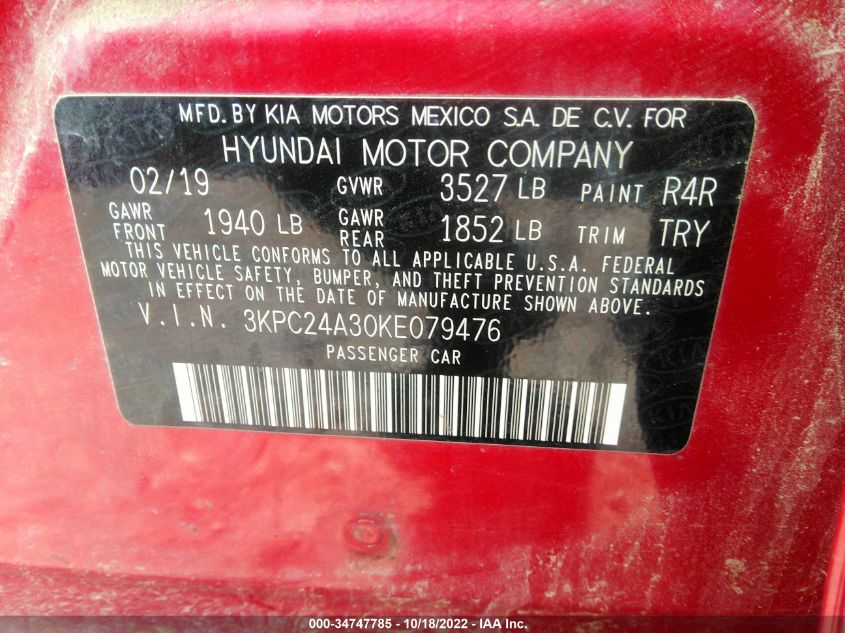 MFD. BY KIA MOTORS MEXICO S.A. DE C.V. FOR
HYUNDAI MOTOR COMPANY
02/19 GVWR 3527 LB PAINT R4R
GAWR FRONT 1940 LB GAWR REAR 1852 LB TRIM TRY
THIS VEHICLE CONFORMS TO ALL APPLICABLE U.S.A. FEDERAL
MOTOR VEHICLE SAFETY, BUMPER, AND THEFT PREVENTION STANDARDS
IN EFFECT ON THE DATE OF MANUFACTURE SHOWN ABOVE.
V.I.N. 3KPC24A30KE079476
PASSENGER CAR
000-34747785 - 10/18/2022 - IAA Inc.